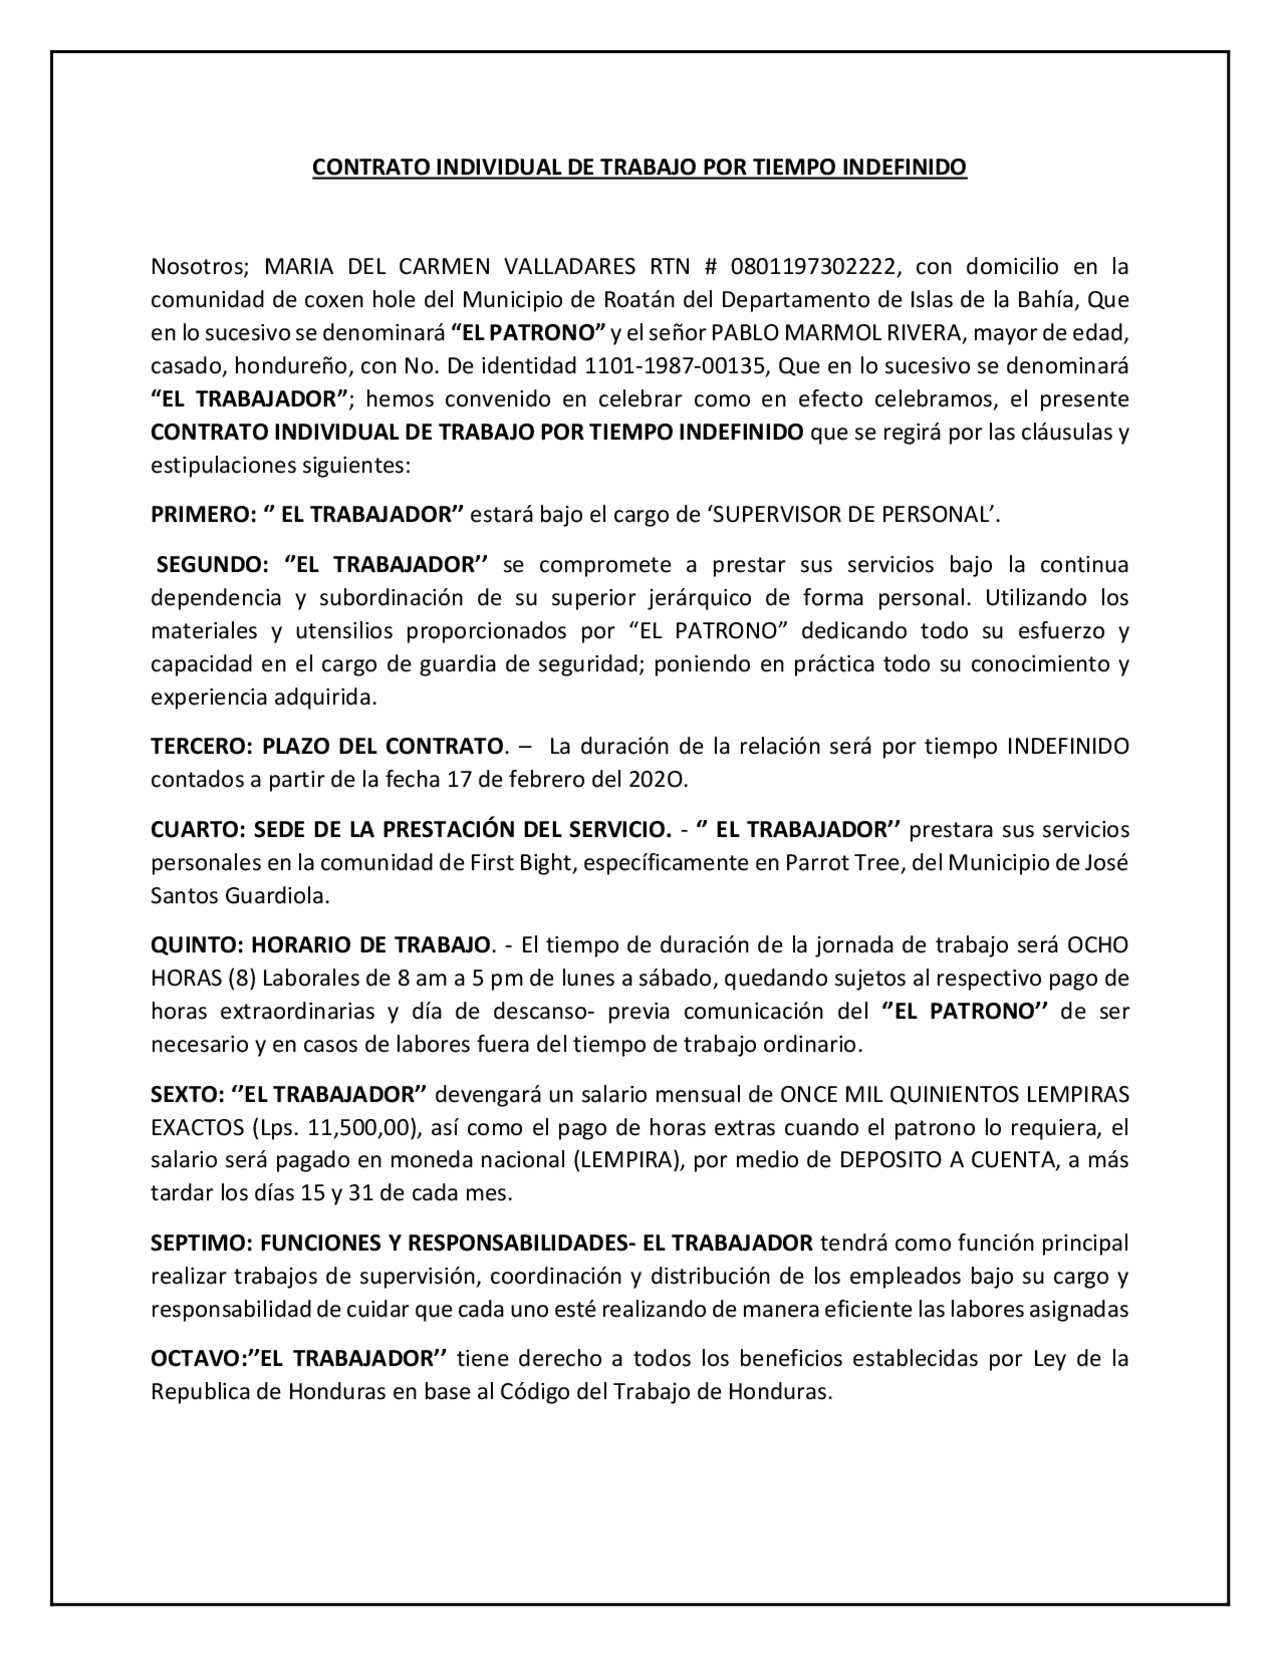 CONTRATO INDIVIDUAL DE TRABAJO POR TIEMPO INDEFINIDO
Nosotros; MARIA DEL CARMEN VALLADARES RTN # 0801197302222, con domicilio en la
comunidad de coxen hole del Municipio de Roatán del Departamento de Islas de la Bahía, Que
en lo sucesivo se denominará “EL PATRONO” y el señor PABLO MARMOL RIVERA, mayor de edad,
casado, hondureño, con No. De identidad 1101-1987-00135, Que en lo sucesivo se denominará
“EL TRABAJADOR”; hemos convenido en celebrar como en efecto celebramos, el presente
CONTRATO INDIVIDUAL DE TRABAJO POR TIEMPO INDEFINIDO que se regirá por las cláusulas y
estipulaciones siguientes:
PRIMERO: ‘’ EL TRABAJADOR’’ estará bajo el cargo de ‘SUPERVISOR DE PERSONAL’.
SEGUNDO: ‘’EL TRABAJADOR’’ se compromete a prestar sus servicios bajo la continua
dependencia y subordinación de su superior jerárquico de forma personal. Utilizando los
materiales y utensilios proporcionados por “EL PATRONO” dedicando todo su esfuerzo y
capacidad en el cargo de guardia de seguridad; poniendo en práctica todo su conocimiento y
experiencia adquirida.
TERCERO: PLAZO DEL CONTRATO. – La duración de la relación será por tiempo INDEFINIDO
contados a partir de la fecha 17 de febrero del 202O.
CUARTO: SEDE DE LA PRESTACIÓN DEL SERVICIO. - ‘’ EL TRABAJADOR’’ prestara sus servicios
personales en la comunidad de First Bight, específicamente en Parrot Tree, del Municipio de José
Santos Guardiola.
QUINTO: HORARIO DE TRABAJO. - El tiempo de duración de la jornada de trabajo será OCHO
HORAS (8) Laborales de 8 am a 5 pm de lunes a sábado, quedando sujetos al respectivo pago de
horas extraordinarias y día de descanso- previa comunicación del ‘’EL PATRONO’’ de ser
necesario y en casos de labores fuera del tiempo de trabajo ordinario.
SEXTO: ‘’EL TRABAJADOR’’ devengará un salario mensual de ONCE MIL QUINIENTOS LEMPIRAS
EXACTOS (Lps. 11,500,00), así como el pago de horas extras cuando el patrono lo requiera, el
salario será pagado en moneda nacional (LEMPIRA), por medio de DEPOSITO A CUENTA, a más
tardar los días 15 y 31 de cada mes.
SEPTIMO: FUNCIONES Y RESPONSABILIDADES- EL TRABAJADOR tendrá como función principal
realizar trabajos de supervisión, coordinación y distribución de los empleados bajo su cargo y
responsabilidad de cuidar que cada uno esté realizando de manera eficiente las labores asignadas
OCTAVO:’’EL TRABAJADOR’’ tiene derecho a todos los beneficios establecidas por Ley de la
Republica de Honduras en base al Código del Trabajo de Honduras.